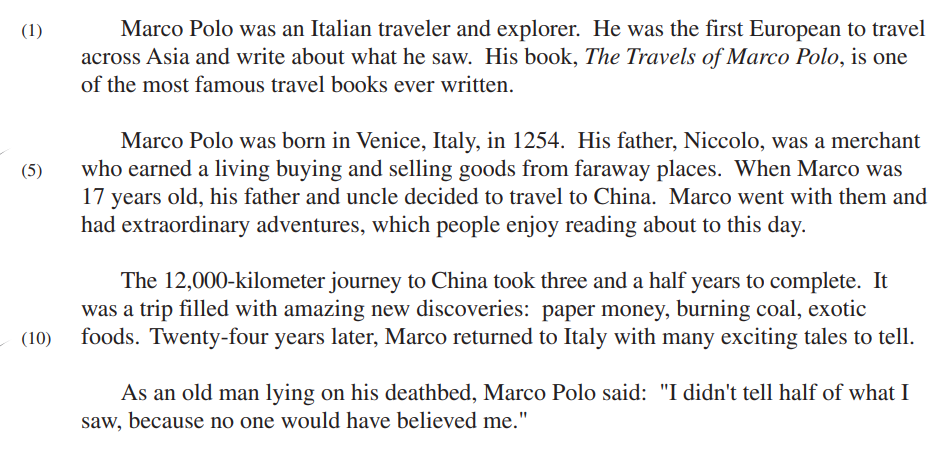 (1) Marco Polo was an Italian traveler and explorer. He was the first European to travel
across Asia and write about what he saw. His book, The Travels of Marco Polo, is one
of the most famous travel books ever written.
Marco Polo was born in Venice, Italy, in 1254. His father, Niccolo, was a merchant
(5) who earned a living buying and selling goods from faraway places. When Marco was
17 years old, his father and uncle decided to travel to China. Marco went with them and
had extraordinary adventures, which people enjoy reading about to this day.
The 12,000-kilometer journey to China took three and a half years to complete. It
was a trip filled with amazing new discoveries: paper money, burning coal, exotic
(10) foods. Twenty-four years later, Marco returned to Italy with many exciting tales to tell.
As an old man lying on his deathbed, Marco Polo said: "I didn't tell half of what I
saw, because no one would have believed me."